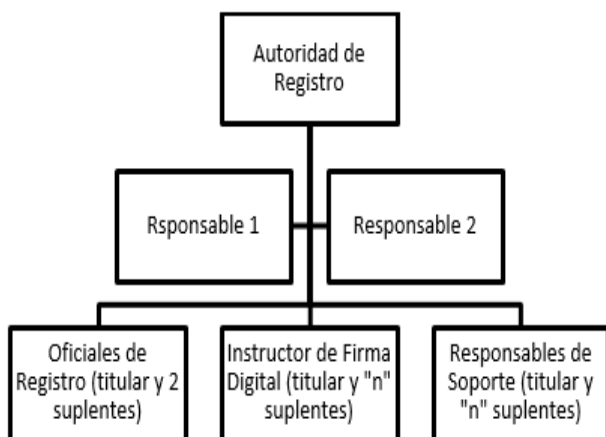 Autoridad de
Registro
Rsponsable 1
Responsable 2
Oficiales de
Registro (titular y 2
suplentes)
Instructor de Firma
Digital (titular y "n"
suplentes)
Responsables de
Soporte (titular y
"n" suplentes)